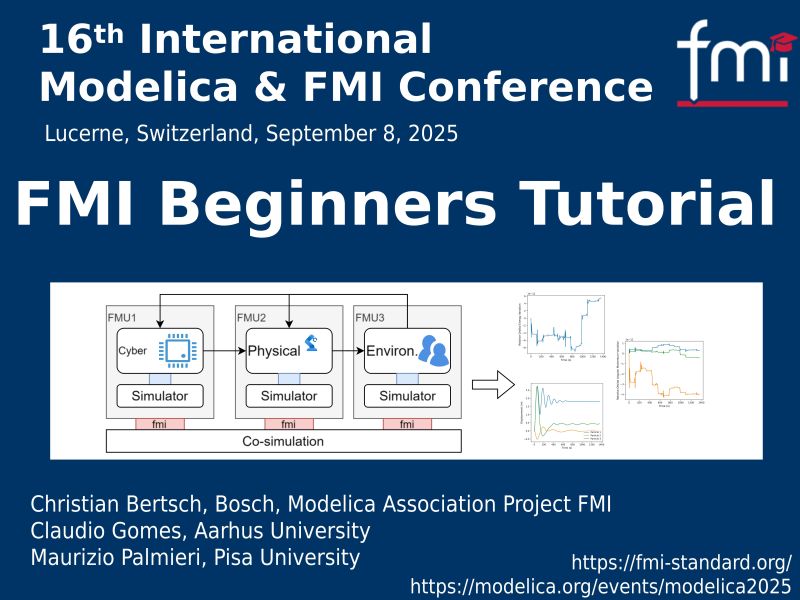 16th International
Modelica & FMI Conference
fmi
Lucerne, Switzerland, September 8, 2025
FMI Beginners Tutorial
FMU1
FMU2
FMU3
Cyber
Physical
Environ.
Simulator
Simulator
Simulator
fmi
fmi
fmi
Co-simulation
Christian Bertsch, Bosch, Modelica Association Project FMI
Claudio Gomes, Aarhus University
Maurizio Palmieri, Pisa University
https://fmi-standard.org/
https://modelica.org/events/modelica2025